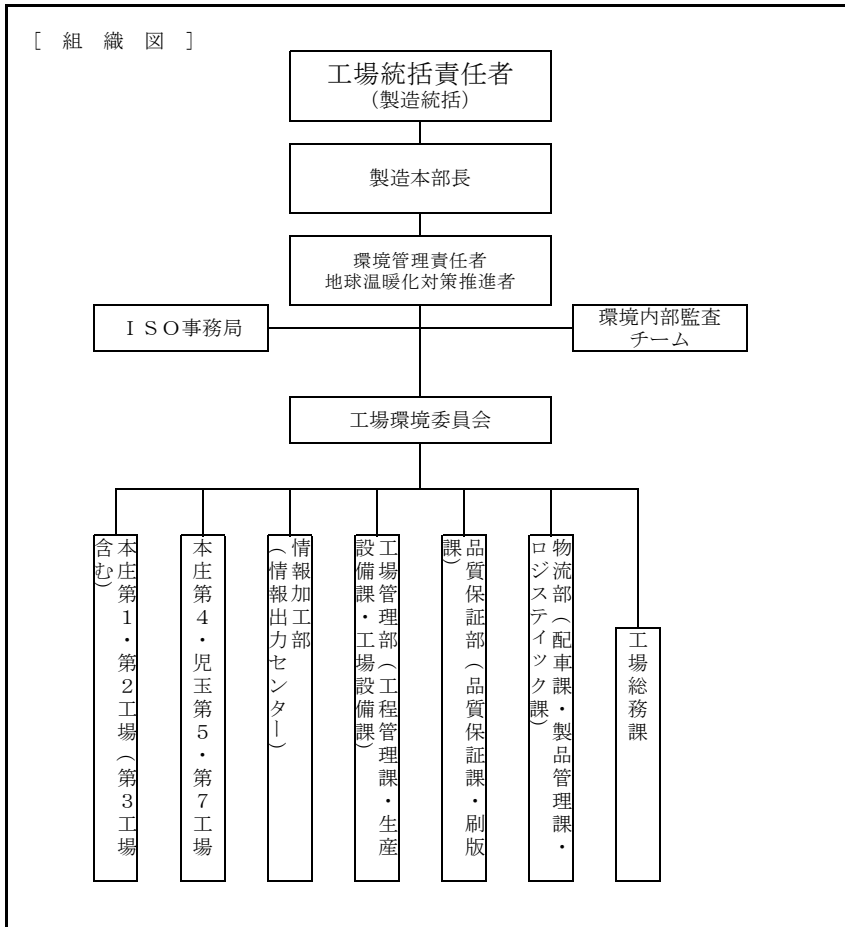 ［ 組 織 図 ］
工場統括責任者
（製造統括）
製造本部長
環境管理責任者
地球温暖化対策推進者
ＩＳＯ事務局
環境内部監査
チーム
工場環境委員会
本庄第１・第２工場（第３工場
含む）
本庄第４・児玉第５・第７工場
情報加工部
（情報出力センター）
工場管理部（工程管理課・生産
設備課・工場設備課）
品質保証部（品質保証課・刷版
課）
物流部（配車課・製品管理課・
ロジスティック課）
工場総務課